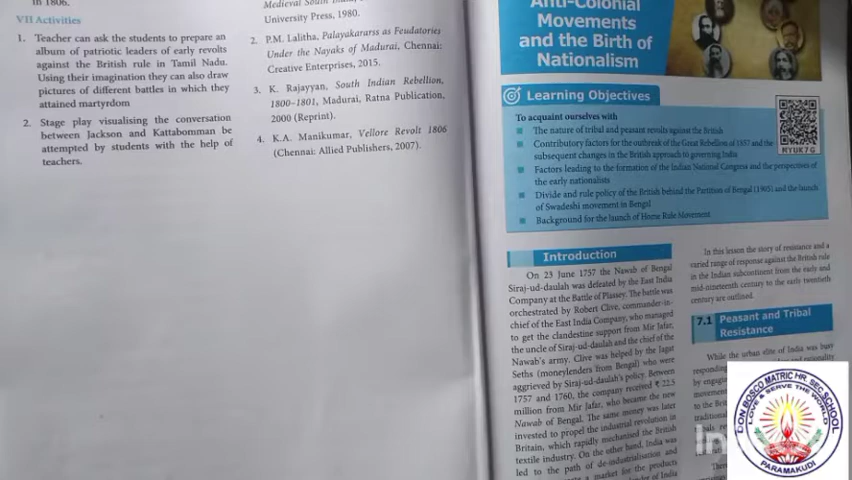 in 1806.
VII Activities
1. Teacher can ask the students to prepare an
album of patriotic leaders of early revolts
against the British rule in Tamil Nadu.
Using their imagination they can also draw
pictures of different battles in which they
attained martyrdom
2. Stage play visualising the conversation
between Jackson and Kattabomman be
attempted by students with the help of
teachers.
Medieval South
University Press, 1980.
2. P.M. Lalitha, Palayakararss as Feudatories
Under the Nayaks of Madurai, Chennai:
Creative Enterprises, 2015.
3. K. Rajayyan, South Indian Rebellion,
1800–1801, Madurai, Ratna Publication,
2000 (Reprint).
4. K.A. Manikumar, Vellore Revolt 1806
(Chennai: Allied Publishers, 2007).
Anti-Colonial
Movements
and the Birth of
Nationalism
Learning Objectives
To acquaint ourselves with
The nature of tribal and peasant revolts against the British
Contributory factors for the outbreak of the Great Rebellion of 1857 and the
subsequent changes in the British approach to governing India
Factors leading to the formation of the Indian National Congress and the perspectives of
the early nationalists
Divide and rule policy of the British behind the Partition of Bengal (1905) and the launch
of Swadeshi movement in Bengal
Background for the launch of Home Rule Movement
NYUK7G
Introduction
On 23 June 1757 the Nawab of Bengal
Siraj-ud-daulah was defeated by the East India
Company at the Battle of Plassey. The battle was
orchestrated by Robert Clive, commander-in-
chief of the East India Company, who managed
to get the clandestine support from Mir Jafar,
the uncle of Siraj-ud-daulah and the chief of the
Nawab's army. Clive was helped by the Jagat
Seths (moneylenders from Bengal) who were
aggrieved by Siraj-ud-daulah's policy. Between
1757 and 1760, the company received ₹ 22.5
million from Mir Jafar, who became the new
Nawab of Bengal. The same money was later
invested to propel the industrial revolution in
Britain, which rapidly mechanised the British
textile industry. On the other hand, India was
led to the path of de-industrialisation and
a market for the products
In this lesson the story of resistance and a
varied range of response against the British rule
in the Indian subcontinent from the early and
mid-nineteenth century to the early twentieth
century are outlined.
7.1 Peasant and Tribal
Resistance
While the urban elite of India was busy
DON BOSCO MATRIC HR. SEC. SCHOOL
LOVE & SERVE THE WORLD
PARAMAKUDI